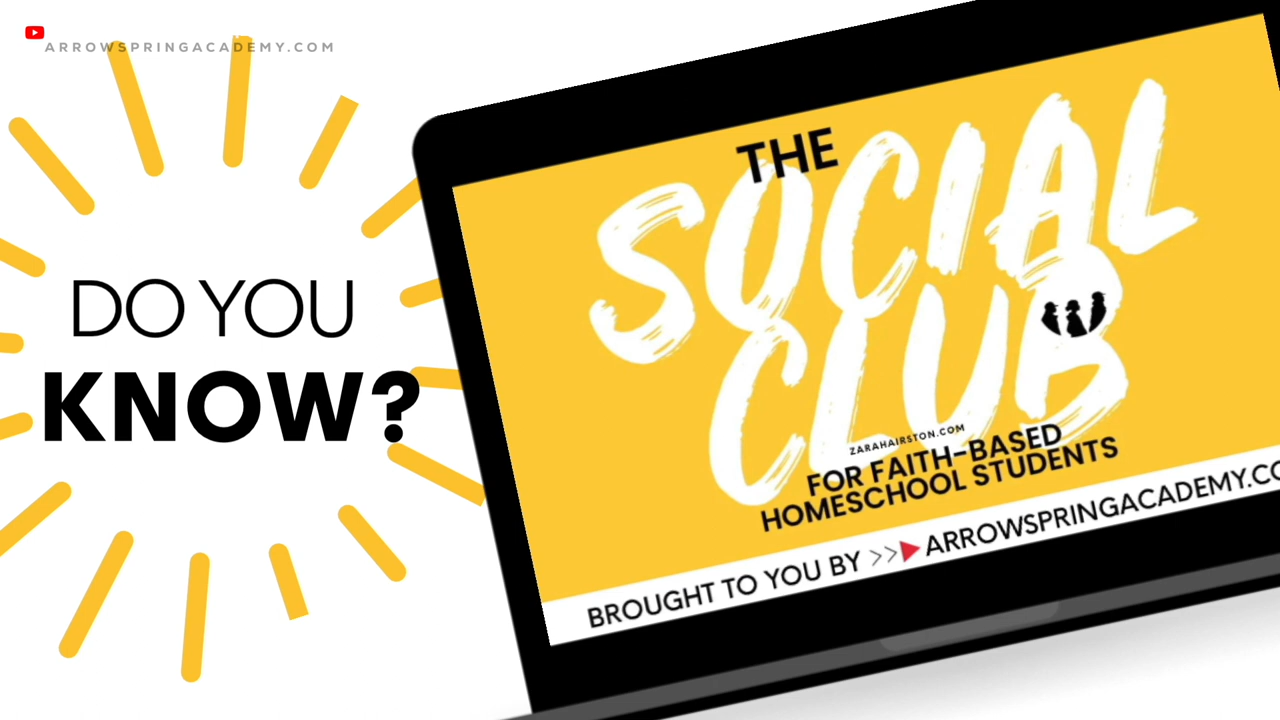 ARROWSPRINGACADEMY.COM
DO YOU
KNOW?
THE
SOCIAL
CLUB
ZARAHAIRSTON.COM
FOR FAITH-BASED
HOMESCHOOL STUDENTS
BROUGHT TO YOU BY >> ARROWSPRINGACADEMY.CO